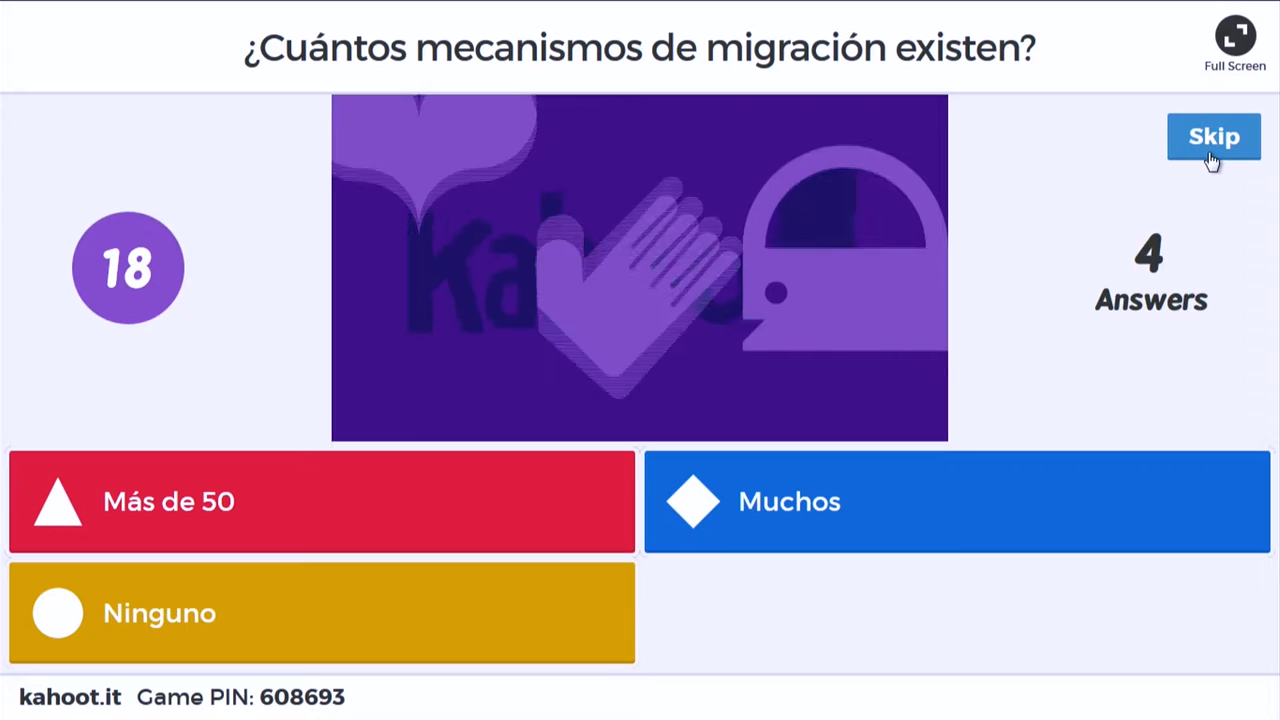 ¿Cuántos mecanismos de migración existen?
Full Screen
Skip
18
4
Answers
Más de 50
Muchos
Ninguno
kahoot.it Game PIN: 608693